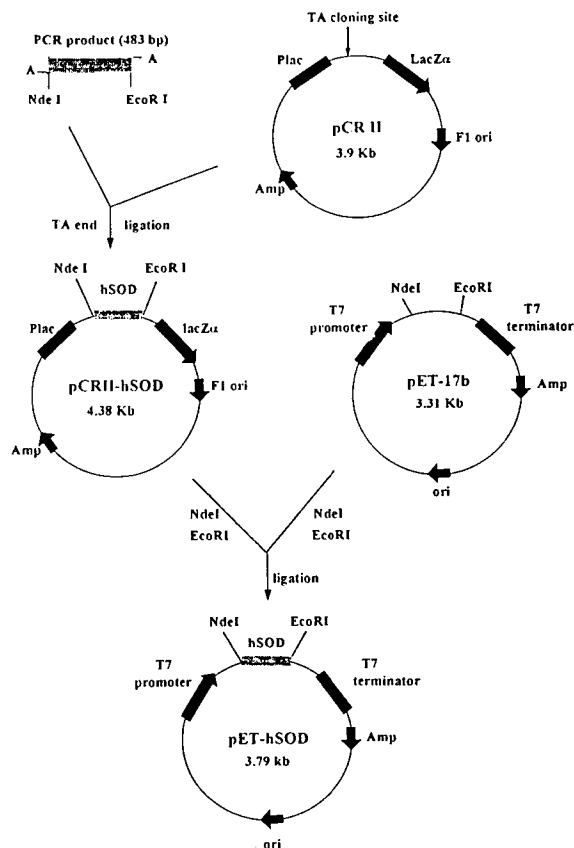 TA cloning site
PCR product (483 bp)
A
A
Nde I
EcoR I
Plac
LacZα
pCR II
3.9 Kb
F1 ori
Amp
TA end
ligation
Nde I
hSOD
EcoR I
Plac
lacZα
pCRII-hSOD
4.38 Kb
F1 ori
Amp
NdeI
EcoRI
T7
promoter
T7
terminator
pET-17b
3.31 Kb
Amp
ori
NdeI
EcoRI
NdeI
EcoRI
ligation
NdeI
hSOD
EcoRI
T7
promoter
T7
terminator
pET-hSOD
3.79 kb
Amp
ori